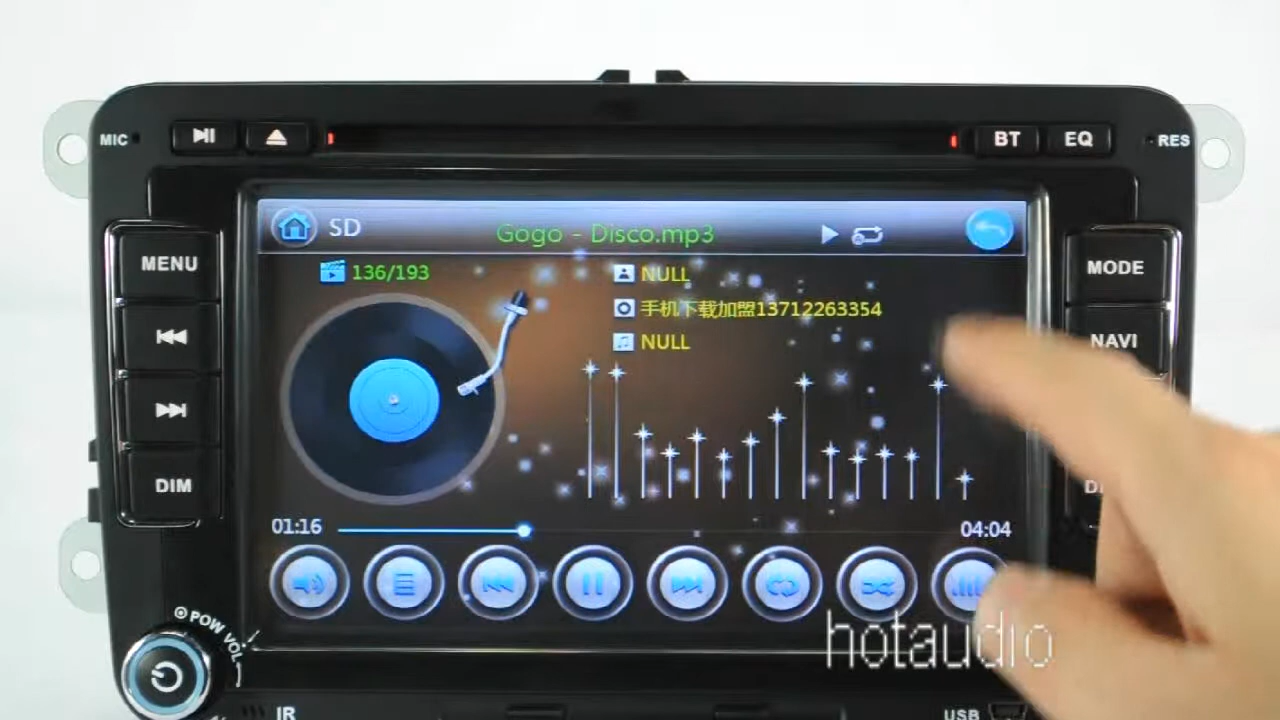 MIC
BT
EQ
RES
SD
Gogo - Disco.mp3
136/193
NULL
手机下载加盟13712263354
NULL
MENU
DIM
MODE
NAVI
01:16
04:04
POW VOL
hotaudio
IR
USB